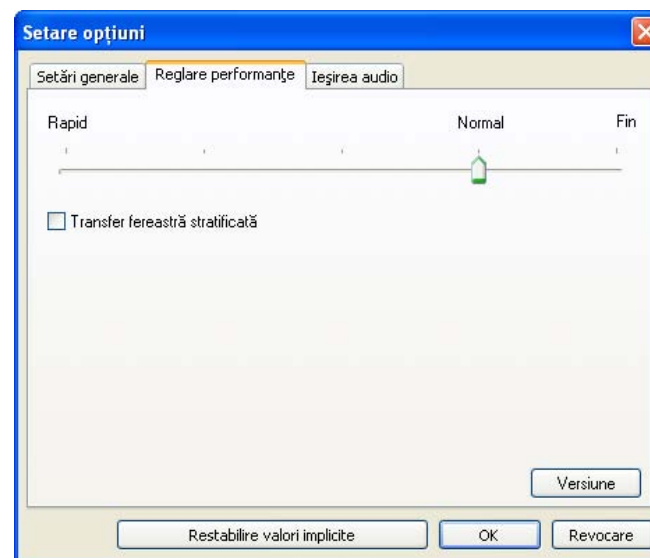 Setare opțiuni
Setări generale Reglare performanțe Ieșirea audio
Rapid Normal Fin
Transfer fereastră stratificată
Versiune
Restabilire valori implicite OK Revocare